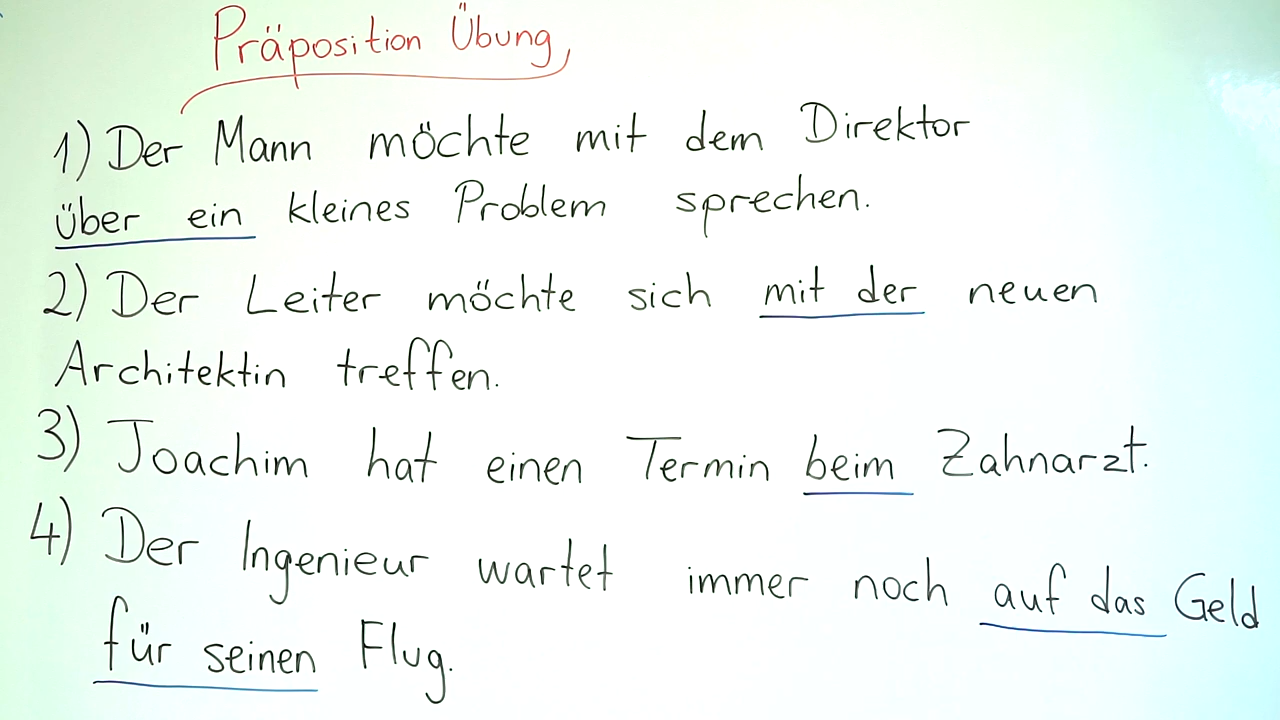 Präposition Übung
1) Der Mann möchte mit dem Direktor
über ein kleines Problem sprechen.
2) Der Leiter möchte sich mit der neuen
Architektin treffen.
3) Joachim hat einen Termin beim Zahnarzt.
4) Der Ingenieur wartet immer noch auf das Geld
für seinen Flug.